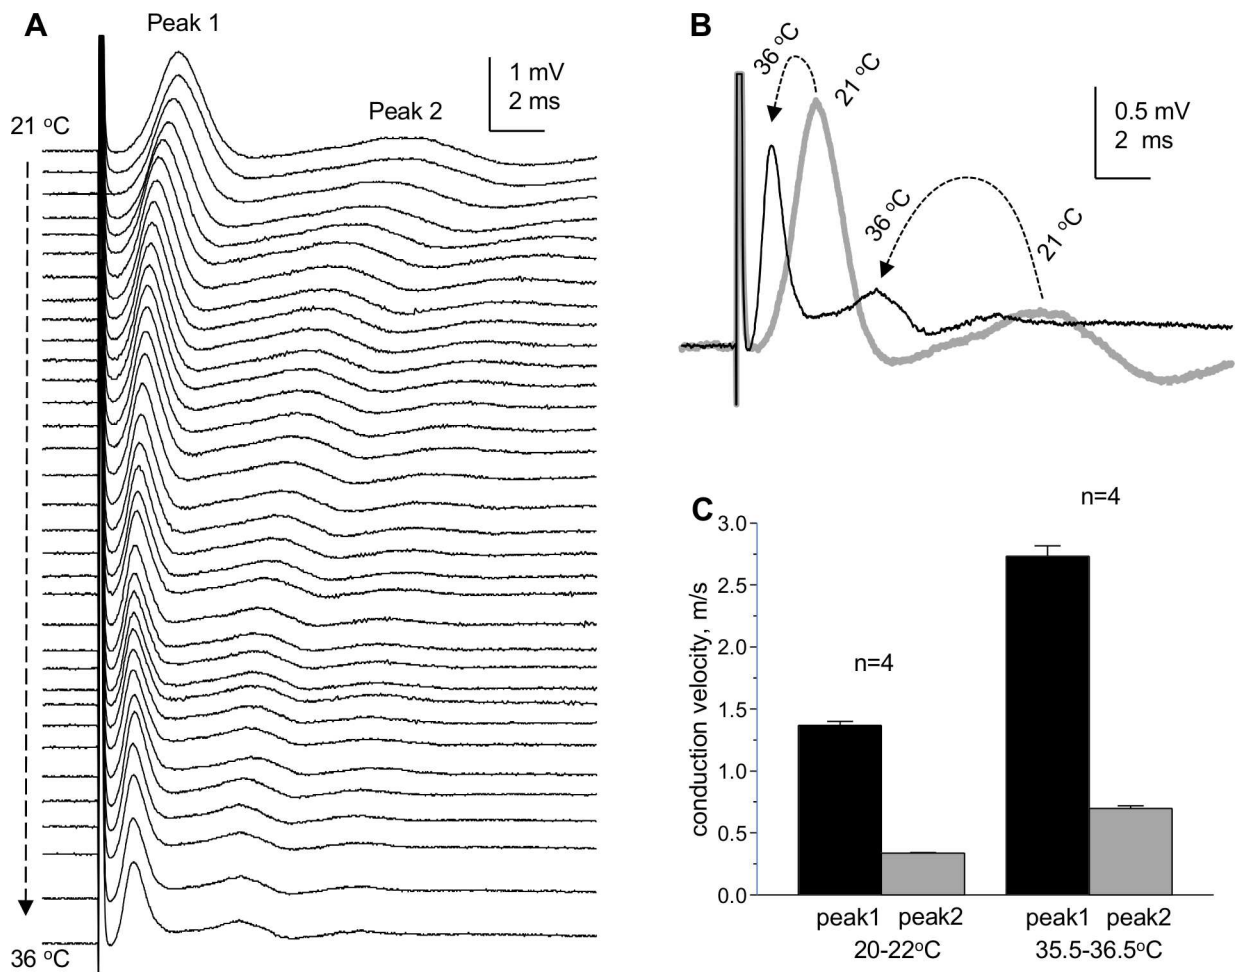 A
Peak 1
1 mV
2 ms
Peak 2
21 °C
36 °C
B
36 °C
21 °C
0.5 mV
2 ms
36 °C
21 °C
C
n=4
n=4
conduction velocity, m/s
3.0
2.5
2.0
1.5
1.0
0.5
0.0
peak1 peak2 peak1 peak2
20-22°C 35.5-36.5°C